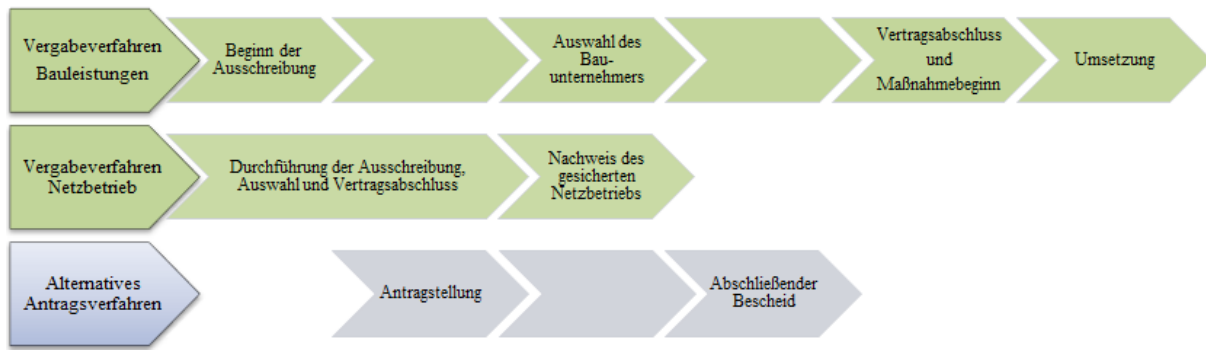 Vergabeverfahren
Bauleistungen
Beginn der
Ausschreibung
Auswahl des
Bau-
unternehmers
Vertragsabschluss
und
Maßnahmebeginn
Umsetzung
Vergabeverfahren
Netzbetrieb
Durchführung der Ausschreibung,
Auswahl und Vertragsabschluss
Nachweis des
gesicherten
Netzbetriebs
Alternatives
Antragsverfahren
Antragstellung
Abschließender
Bescheid